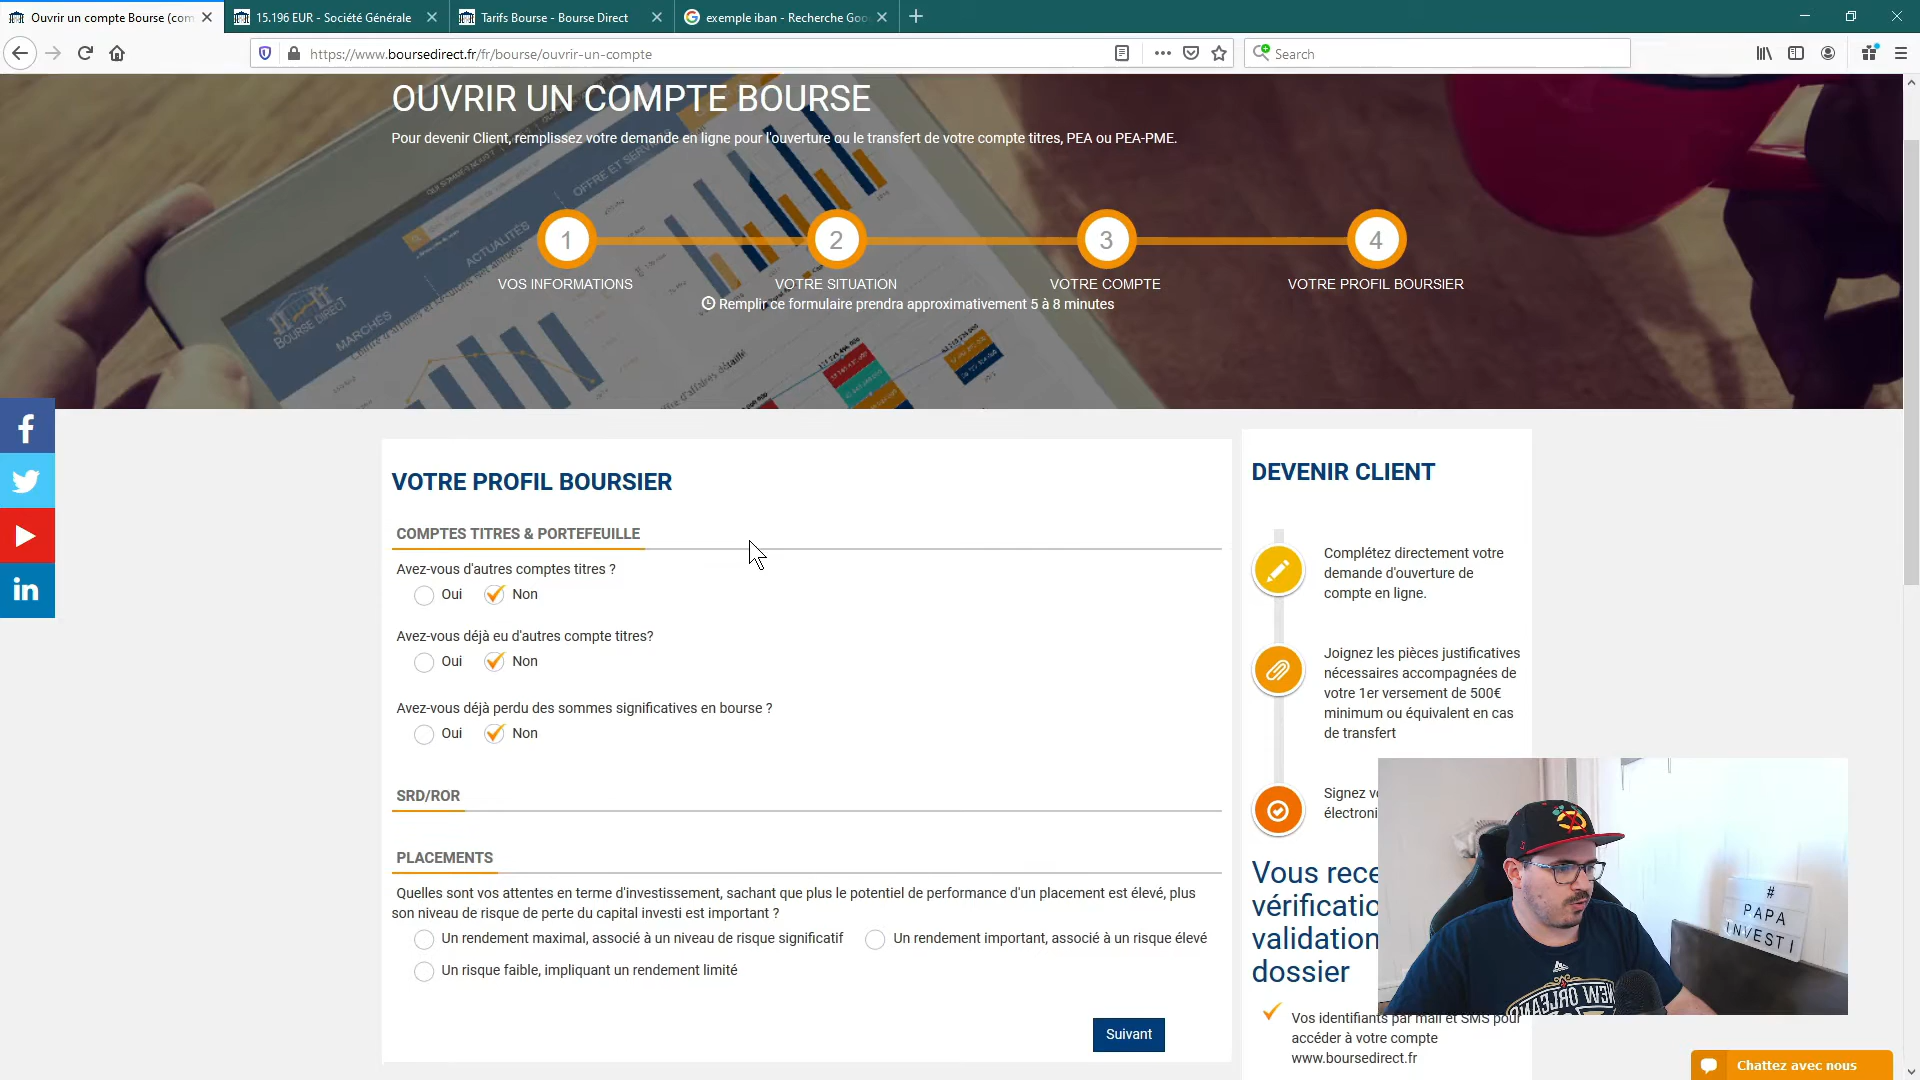 Ouvrir un compte Bourse (com
15.196 EUR - Société Générale
Tarifs Bourse - Bourse Direct
exemple iban - Recherche Goo
https://www.boursedirect.fr/fr/bourse/ouvrir-un-compte
Search
OUVRIR UN COMPTE BOURSE
Pour devenir Client, remplissez votre demande en ligne pour l'ouverture ou le transfert de votre compte titres, PEA ou PEA-PME.
OFFRE ET SERV
ACTUALITÉS
MARCHÉS
BOURSE DIRECT
1
2
3
4
VOS INFORMATIONS
VOTRE SITUATION
VOTRE COMPTE
VOTRE PROFIL BOURSIER
Remplir ce formulaire prendra approximativement 5 à 8 minutes
VOTRE PROFIL BOURSIER
COMPTES TITRES & PORTEFEUILLE
Avez-vous d'autres comptes titres ?
Oui
Non
Avez-vous déjà eu d'autres compte titres?
Oui
Non
Avez-vous déjà perdu des sommes significatives en bourse ?
Oui
Non
SRD/ROR
PLACEMENTS
Quelles sont vos attentes en terme d'investissement, sachant que plus le potentiel de performance d'un placement est élevé, plus
son niveau de risque de perte du capital investi est important ?
Un rendement maximal, associé à un niveau de risque significatif
Un rendement important, associé à un risque élevé
Un risque faible, impliquant un rendement limité
Suivant
DEVENIR CLIENT
Complétez directement votre
demande d'ouverture de
compte en ligne.
Joignez les pièces justificatives
nécessaires accompagnées de
votre 1er versement de 500€
minimum ou équivalent en cas
de transfert
Signez v
électroni
Vous rece
vérificatio
validation
dossier
Vos identifiants par mail et SMS pour
accéder à votre compte
www.boursedirect.fr
#
PAPA
INVESTI
NEW ORLEANS
Chattez avec nous